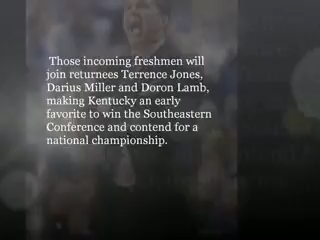 Those incoming freshmen will
join returnees Terrence Jones,
Darius Miller and Doron Lamb,
making Kentucky an early
favorite to win the Southeastern
Conference and contend for a
national championship.